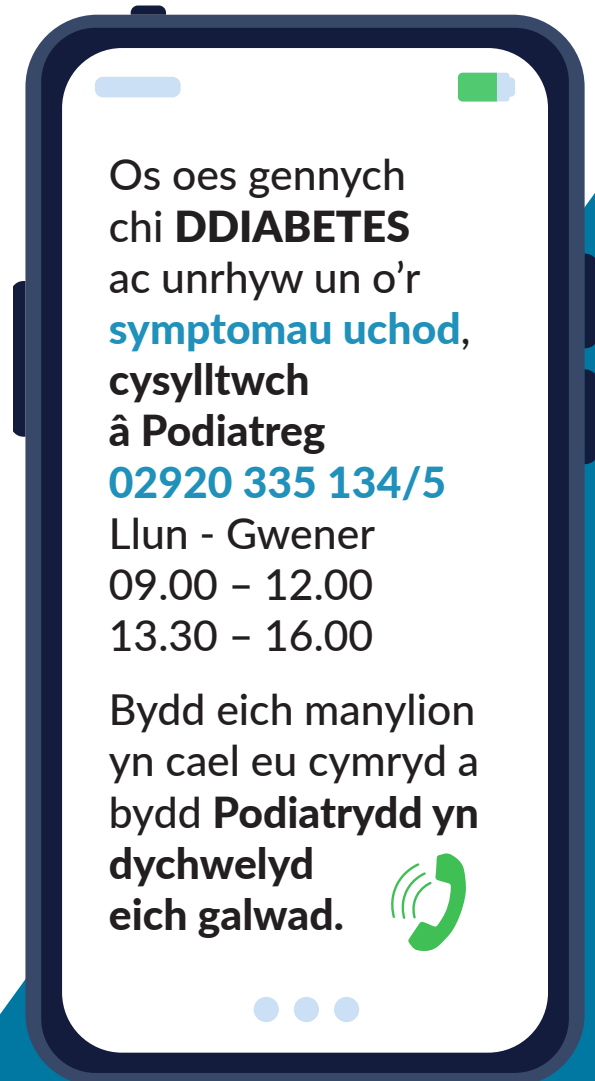 Os oes gennych
chi DDIABETES
ac unrhyw un o’r
symptomau uchod,
cysylltwch
â Podiatreg
02920 335 134/5
Llun - Gwener
09.00 – 12.00
13.30 – 16.00
Bydd eich manylion
yn cael eu cymryd a
bydd Podiatrydd yn
dychwelyd
eich galwad.